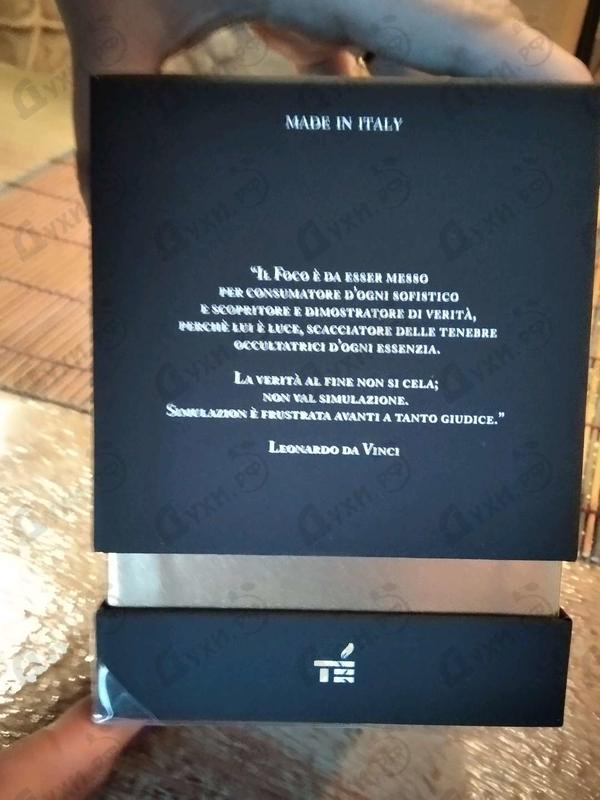 MADE IN ITALY
“Il Foco è da esser messo
per consumatore d'ogni sofistico
e scopritore e dimostratore di verità,
perchè lui è luce, scacciatore delle tenebre
occultatrici d'ogni essenzia.
La verità al fine non si cela;
non val simulazione.
Simulazion è frustrata avanti a tanto giudice.”
Leonardo da Vinci